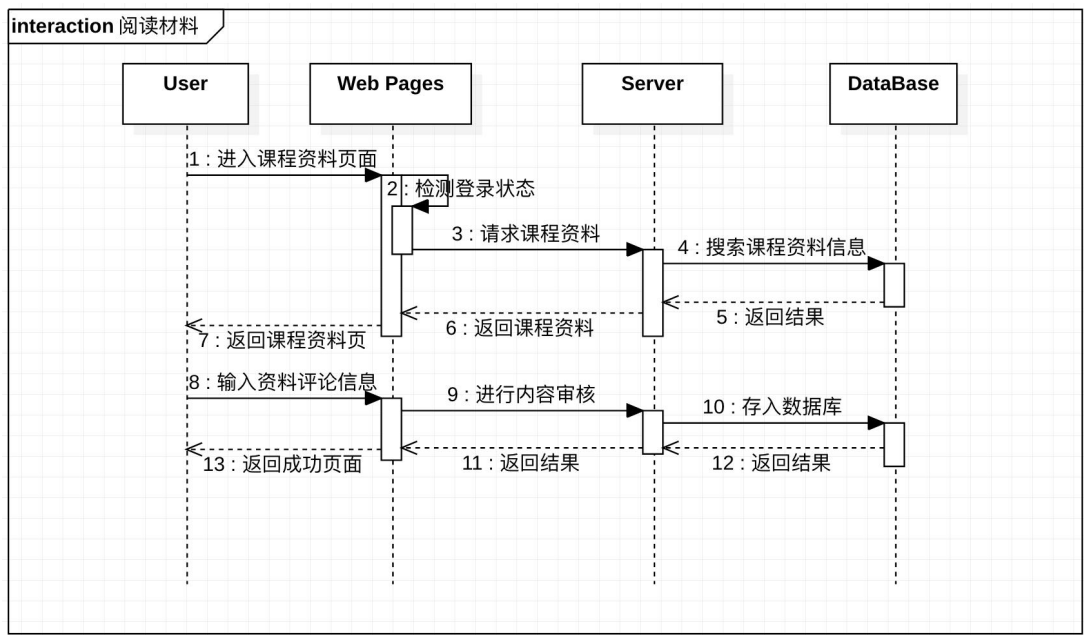 interaction 阅读材料
User
Web Pages
Server
DataBase
1 : 进入课程资料页面
2 : 检测登录状态
3 : 请求课程资料
4 : 搜索课程资料信息
5 : 返回结果
6 : 返回课程资料
7 : 返回课程资料页
8 : 输入资料评论信息
9 : 进行内容审核
10 : 存入数据库
11 : 返回结果
12 : 返回结果
13 : 返回成功页面